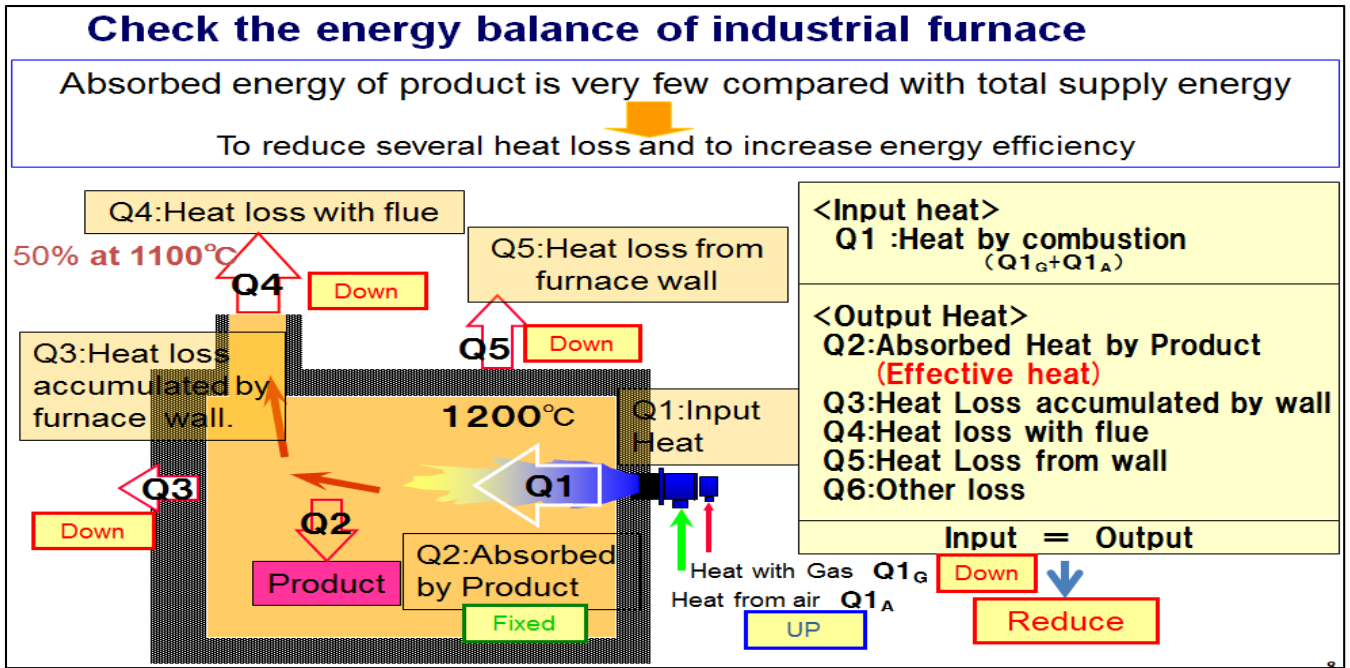 Check the energy balance of industrial furnace
Absorbed energy of product is very few compared with total supply energy
To reduce several heat loss and to increase energy efficiency
Q4:Heat loss with flue
50% at 1100℃
Q4
Down
Q5:Heat loss from
furnace wall
Q5
Down
Q3:Heat loss
accumulated by
furnace wall.
1200℃
Q1:Input
Heat
Q3
Down
Q1
Q2
Product
Q2:Absorbed
by Product
Fixed
Heat with Gas Q1G
Down
Heat from air Q1A
UP
<Input heat>
Q1 :Heat by combustion
(Q1G+Q1A)
<Output Heat>
Q2:Absorbed Heat by Product
(Effective heat)
Q3:Heat Loss accumulated by wall
Q4:Heat loss with flue
Q5:Heat Loss from wall
Q6:Other loss
Input = Output
Reduce